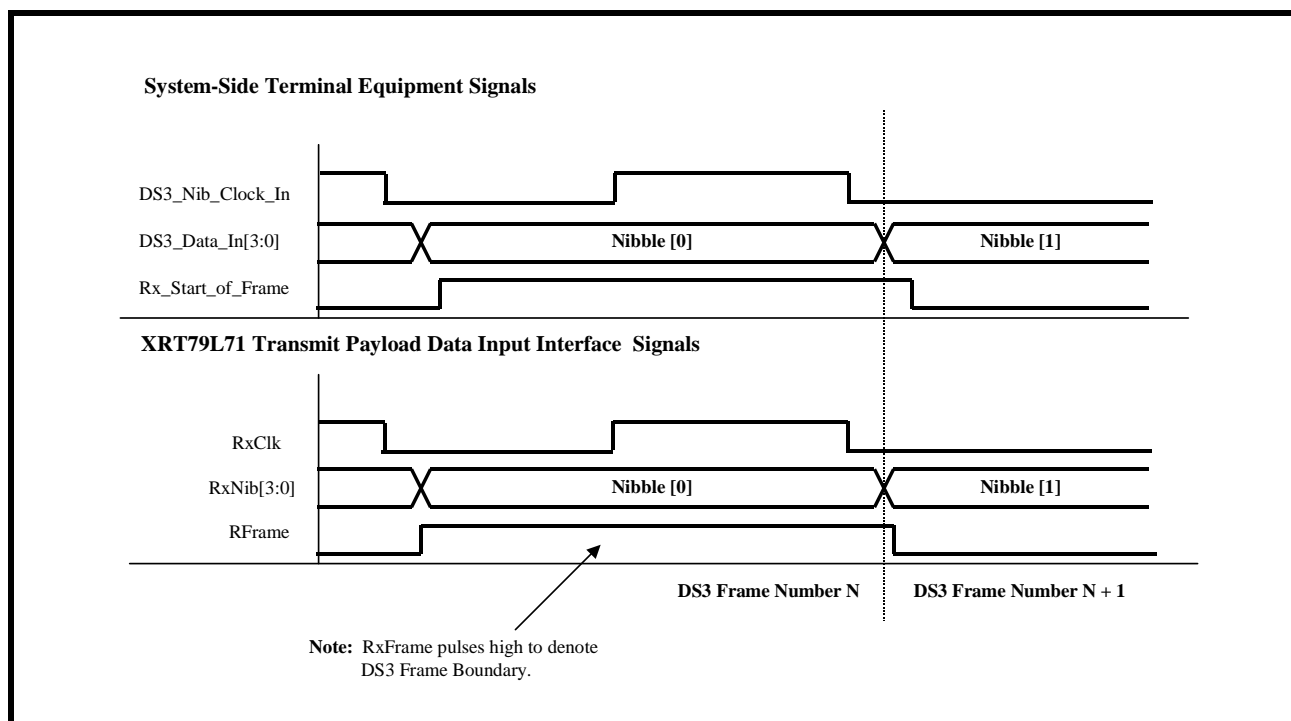 System-Side Terminal Equipment Signals
DS3_Nib_Clock_In
DS3_Data_In[3:0]
Nibble [0]
Nibble [1]
Rx_Start_of_Frame
XRT79L71 Transmit Payload Data Input Interface Signals
RxClk
RxNib[3:0]
Nibble [0]
Nibble [1]
RFrame
DS3 Frame Number N
DS3 Frame Number N + 1
Note: RxFrame pulses high to denote
DS3 Frame Boundary.